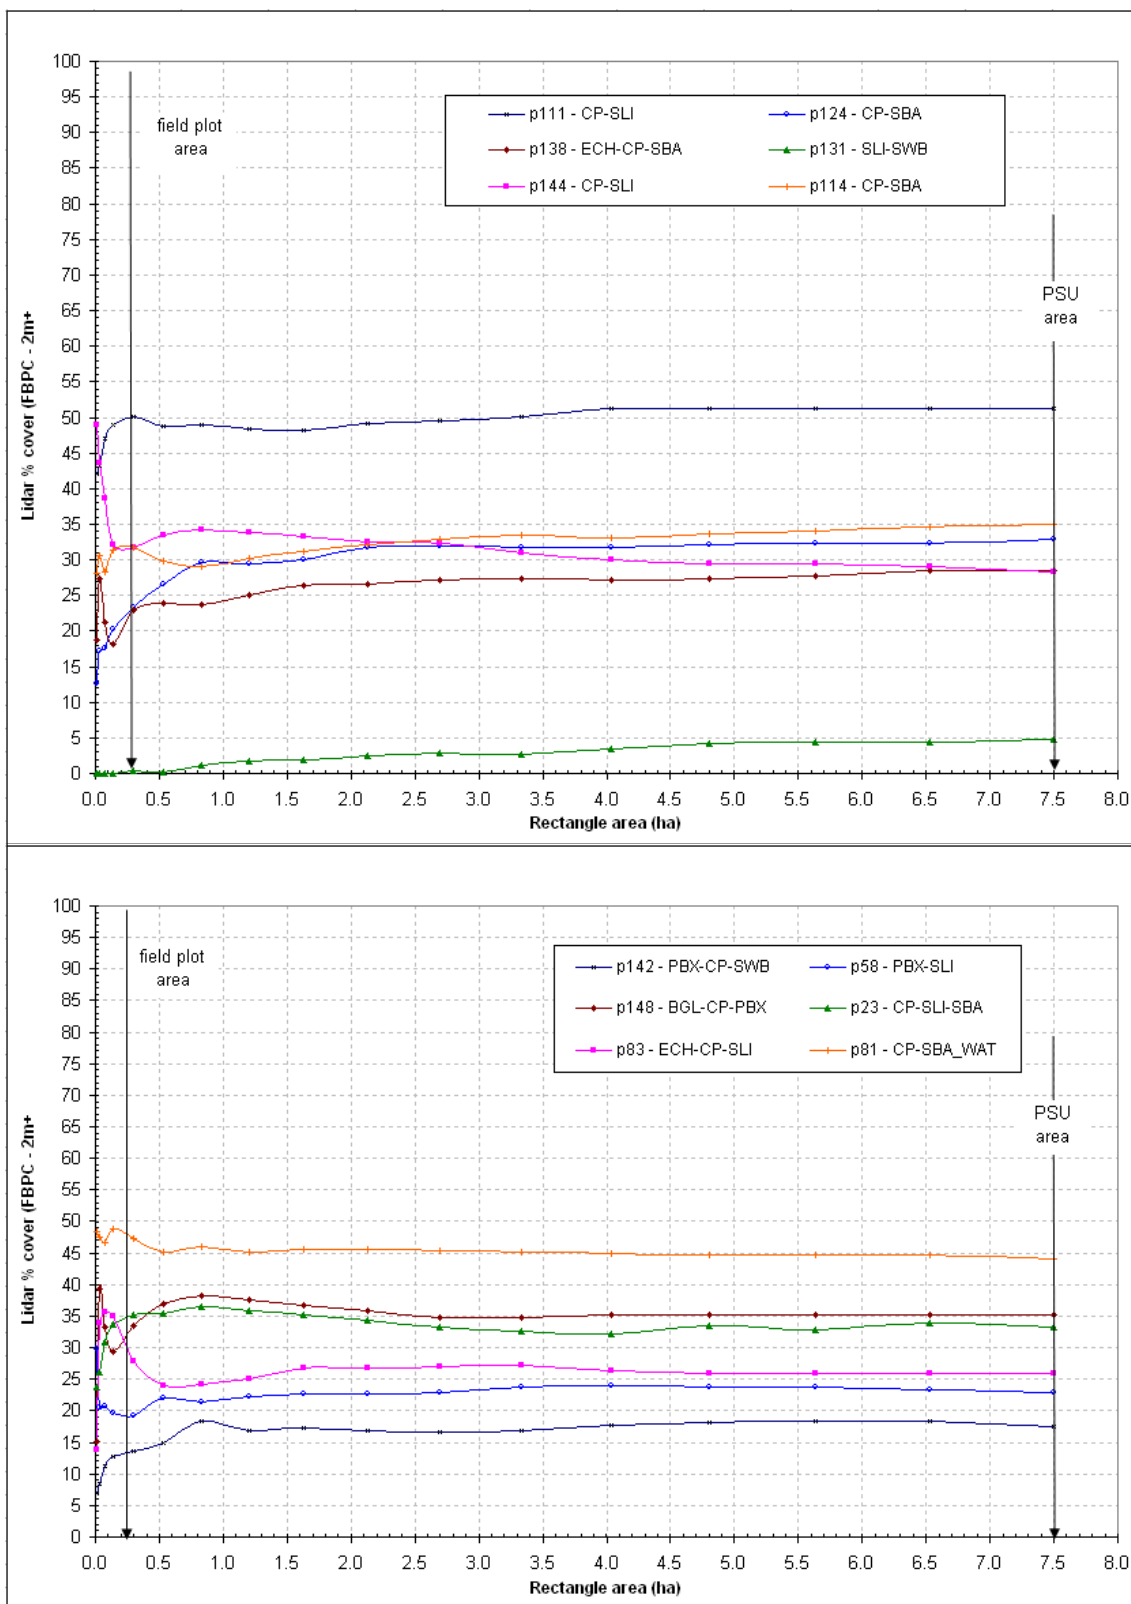 100
95
90
85
80
75
70
65
60
55
50
45
40
35
30
25
20
15
10
5
0
Lidar % cover (FBPC - 2m+
field plot
area
p111 - CP-SLI
p124 - CP-SBA
p138 - ECH-CP-SBA
p131 - SLI-SWB
p144 - CP-SLI
p114 - CP-SBA
PSU
area
0.0 0.5 1.0 1.5 2.0 2.5 3.0 3.5 4.0 4.5 5.0 5.5 6.0 6.5 7.0 7.5 8.0
Rectangle area (ha)
100
95
90
85
80
75
70
65
60
55
50
45
40
35
30
25
20
15
10
5
0
Lidar % cover (FBPC - 2m+
field plot
area
p142 - PBX-CP-SWB
p58 - PBX-SLI
p148 - BGL-CP-PBX
p23 - CP-SLI-SBA
p83 - ECH-CP-SLI
p81 - CP-SBA_WAT
PSU
area
0.0 0.5 1.0 1.5 2.0 2.5 3.0 3.5 4.0 4.5 5.0 5.5 6.0 6.5 7.0 7.5 8.0
Rectangle area (ha)